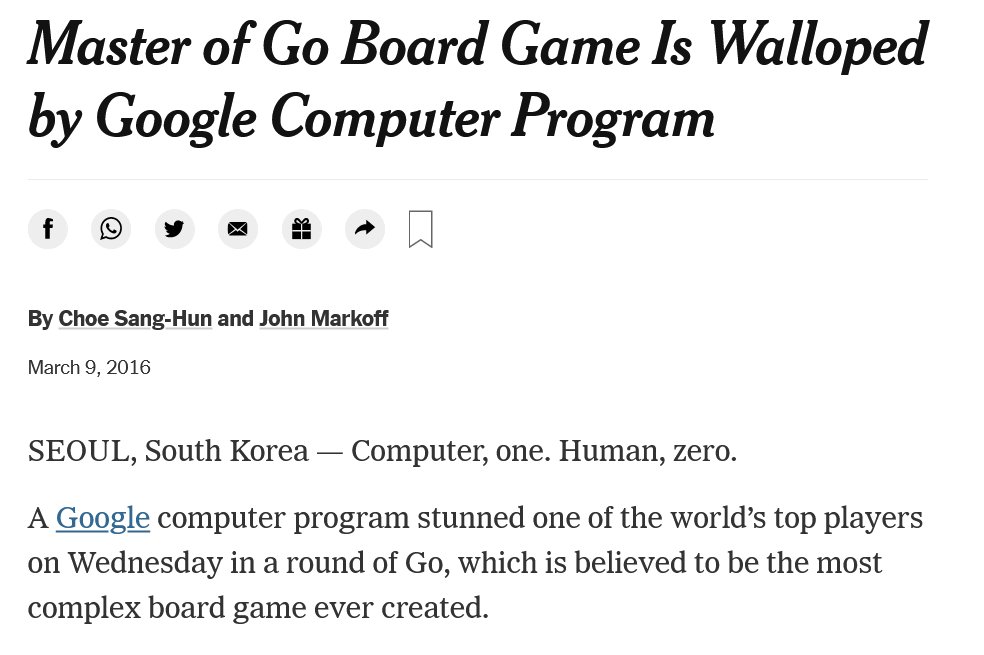 Master of Go Board Game Is Walloped
by Google Computer Program
By Choe Sang-Hun and John Markoff
March 9, 2016
SEOUL, South Korea — Computer, one. Human, zero.
A Google computer program stunned one of the world’s top players
on Wednesday in a round of Go, which is believed to be the most
complex board game ever created.